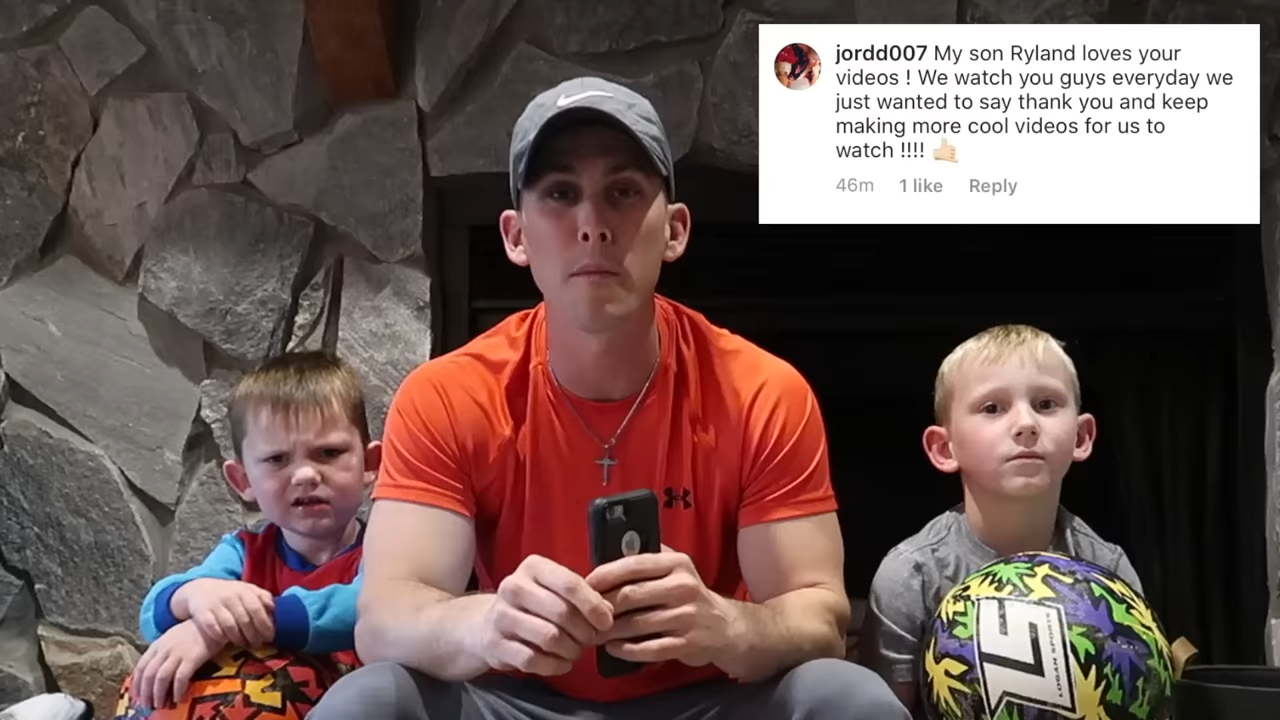 jordd007 My son Ryland loves your
videos ! We watch you guys everyday we
just wanted to say thank you and keep
making more cool videos for us to
watch !!!! 🤙🏻
46m 1 like Reply
LS
LOGAN SPORTS